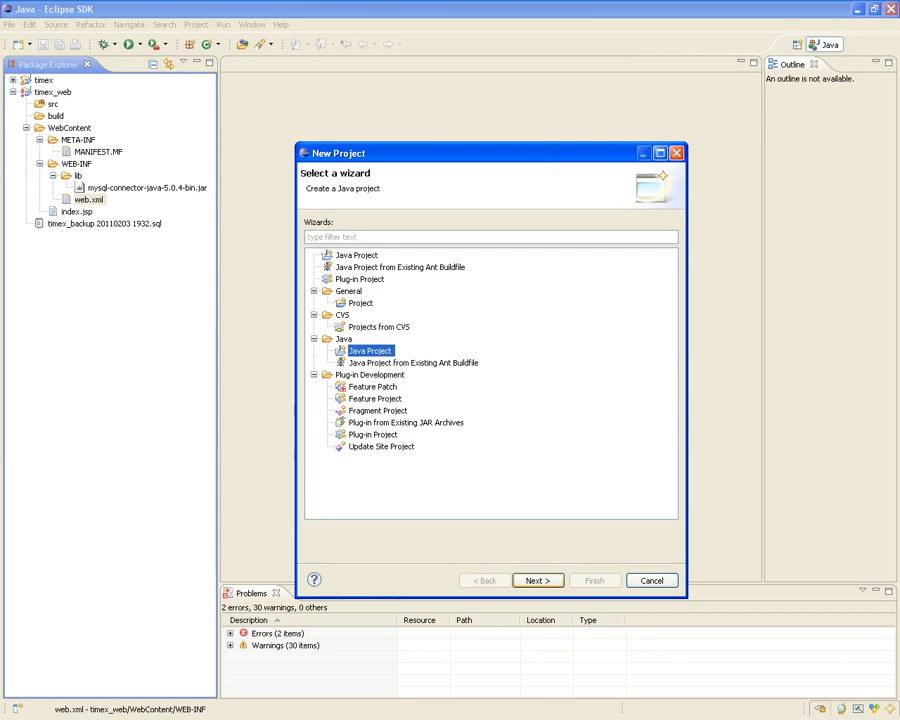 Java - Eclipse SDK
File Edit Source Refactor Navigate Search Project Run Window Help
Java
Package Explorer
Outline
An outline is not available.
timex
timex_web
src
build
WebContent
META-INF
MANIFEST.MF
WEB-INF
lib
mysql-connector-java-5.0.4-bin.jar
web.xml
index.jsp
timex_backup 20110203 1932.sql
New Project
Select a wizard
Create a Java project
Wizards:
type filter text
Java Project
Java Project from Existing Ant Buildfile
Plug-in Project
General
Project
CVS
Projects from CVS
Java
Java Project
Java Project from Existing Ant Buildfile
Plug-in Development
Feature Patch
Feature Project
Fragment Project
Plug-in from Existing JAR Archives
Plug-in Project
Update Site Project
? < Back Next > Finish Cancel
Problems
2 errors, 30 warnings, 0 others
Description Resource Path Location Type
Errors (2 items)
Warnings (30 items)
web.xml - timex_web/WebContent/WEB-INF